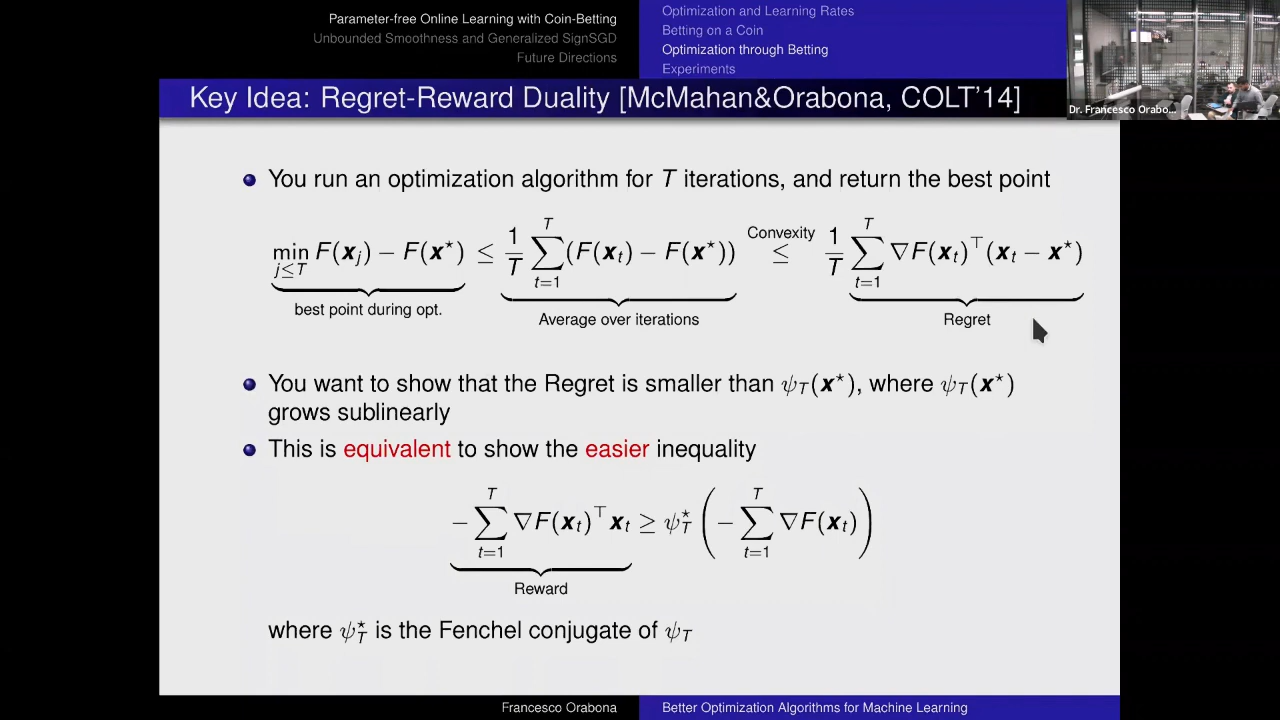 Parameter-free Online Learning with Coin-Betting
Unbounded Smoothness and Generalized SignSGD
Future Directions
Optimization and Learning Rates
Betting on a Coin
Optimization through Betting
Experiments
Dr. Francesco Orabo...
Key Idea: Regret-Reward Duality [McMahan&Orabona, COLT'14]
You run an optimization algorithm for T iterations, and return the best point
min_{j≤T} F(x_j) − F(x⋆) ≤ 1/T ∑_{t=1}^{T} (F(x_t) − F(x⋆)) ≤^{Convexity} 1/T ∑_{t=1}^{T} ∇F(x_t)^⊤(x_t − x⋆)
best point during opt.
Average over iterations
Regret
You want to show that the Regret is smaller than ψ_T(x⋆), where ψ_T(x⋆)
grows sublinearly
This is equivalent to show the easier inequality
− ∑_{t=1}^{T} ∇F(x_t)^⊤ x_t ≥ ψ_T^⋆ ( − ∑_{t=1}^{T} ∇F(x_t) )
Reward
where ψ_T^⋆ is the Fenchel conjugate of ψ_T
Francesco Orabona
Better Optimization Algorithms for Machine Learning